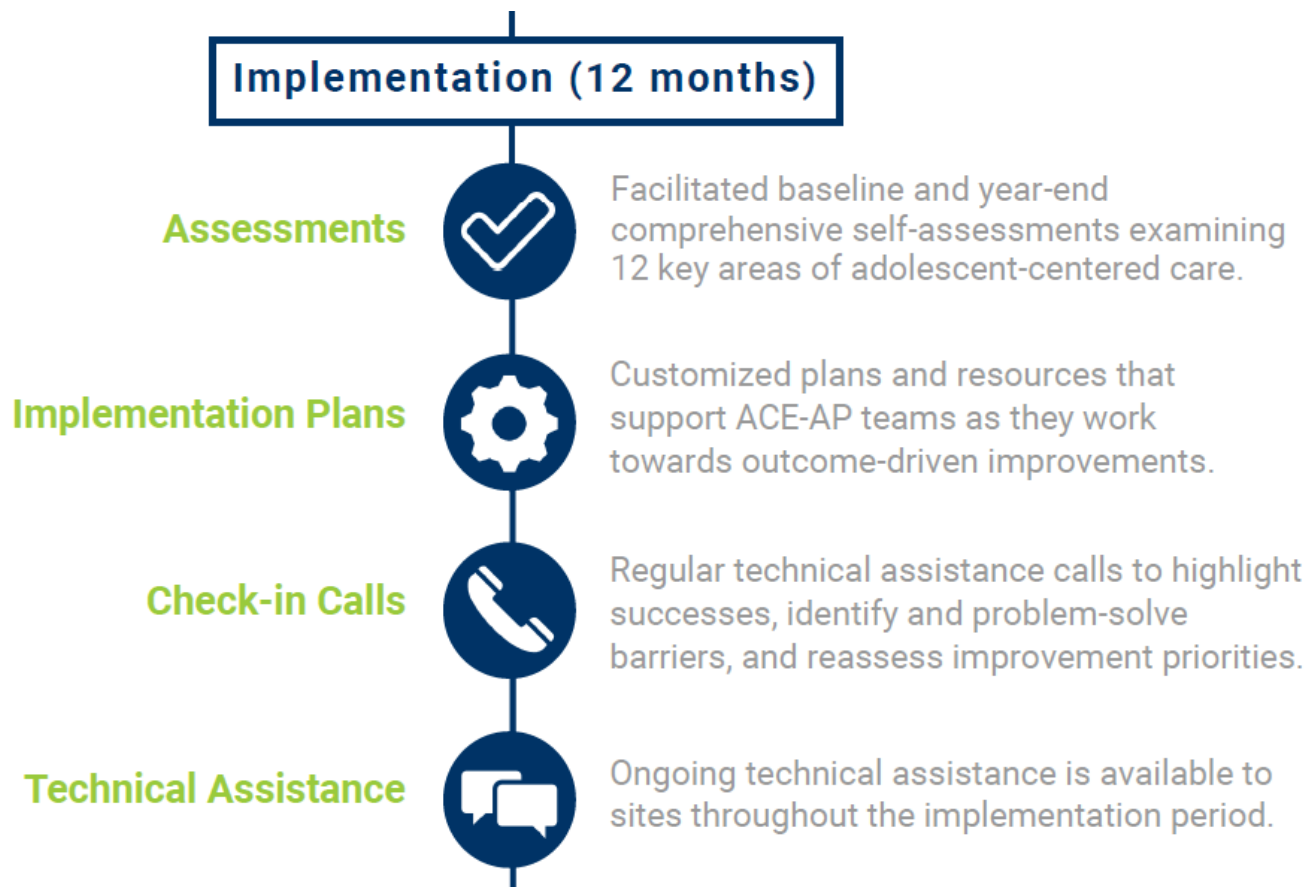 Implementation (12 months)
Assessments
Facilitated baseline and year-end
comprehensive self-assessments examining
12 key areas of adolescent-centered care.
Implementation Plans
Customized plans and resources that
support ACE-AP teams as they work
towards outcome-driven improvements.
Check-in Calls
Regular technical assistance calls to highlight
successes, identify and problem-solve
barriers, and reassess improvement priorities.
Technical Assistance
Ongoing technical assistance is available to
sites throughout the implementation period.